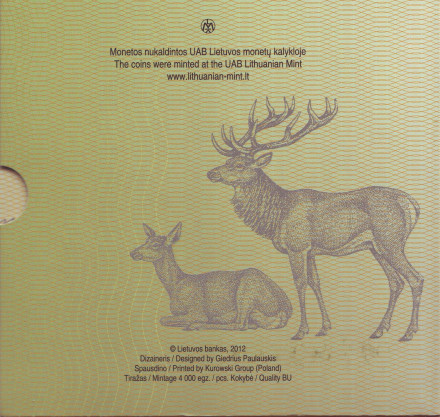 Monetos nukaldintos UAB Lietuvos monetų kalykloje
The coins were minted at the UAB Lithuanian Mint
www.lithuanian-mint.lt
© Lietuvos bankas, 2012
Dizaineris / Designed by Giedrius Paulauskis
Spausdino / Printed by Kurowski Group (Poland)
Tiražas / Mintage 4 000 egz. / pcs. Kokybė / Quality BU